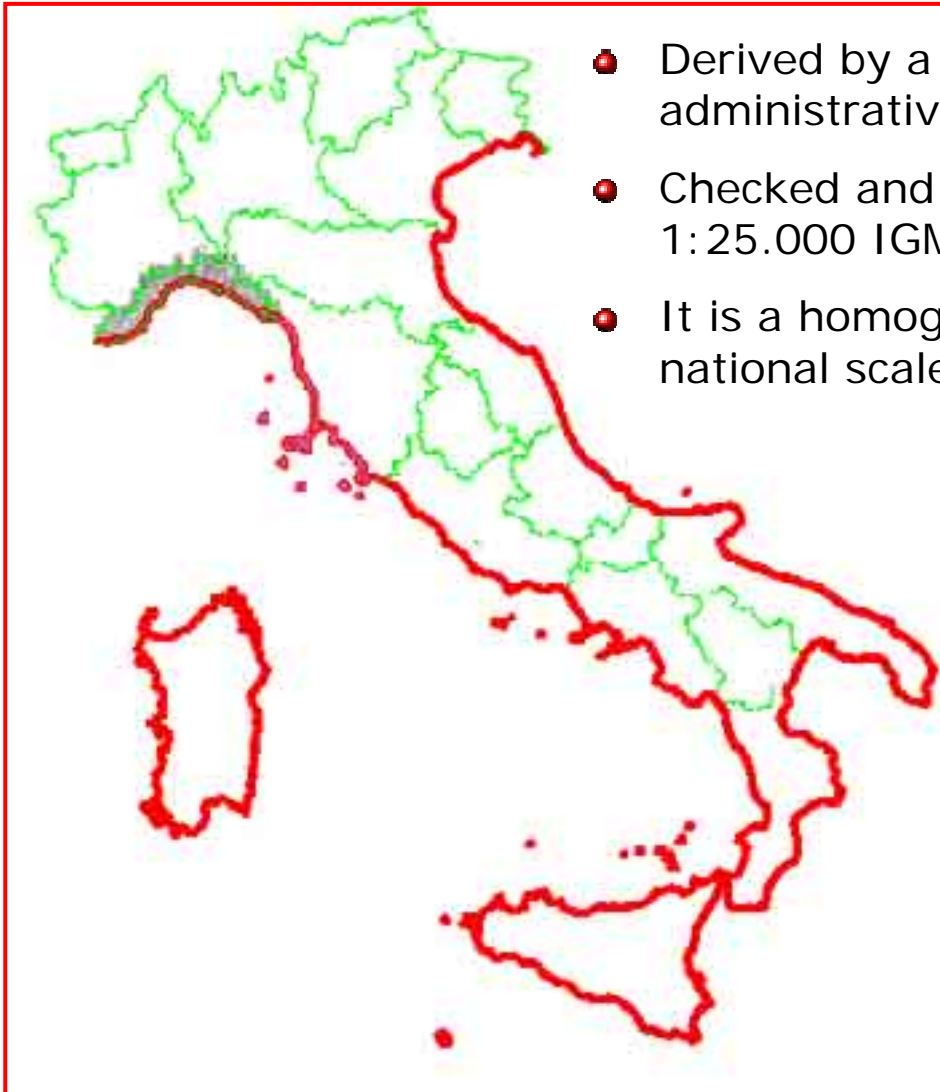 Derived by a
administrativ
Checked and
1:25.000 IGM
It is a homog
national scale